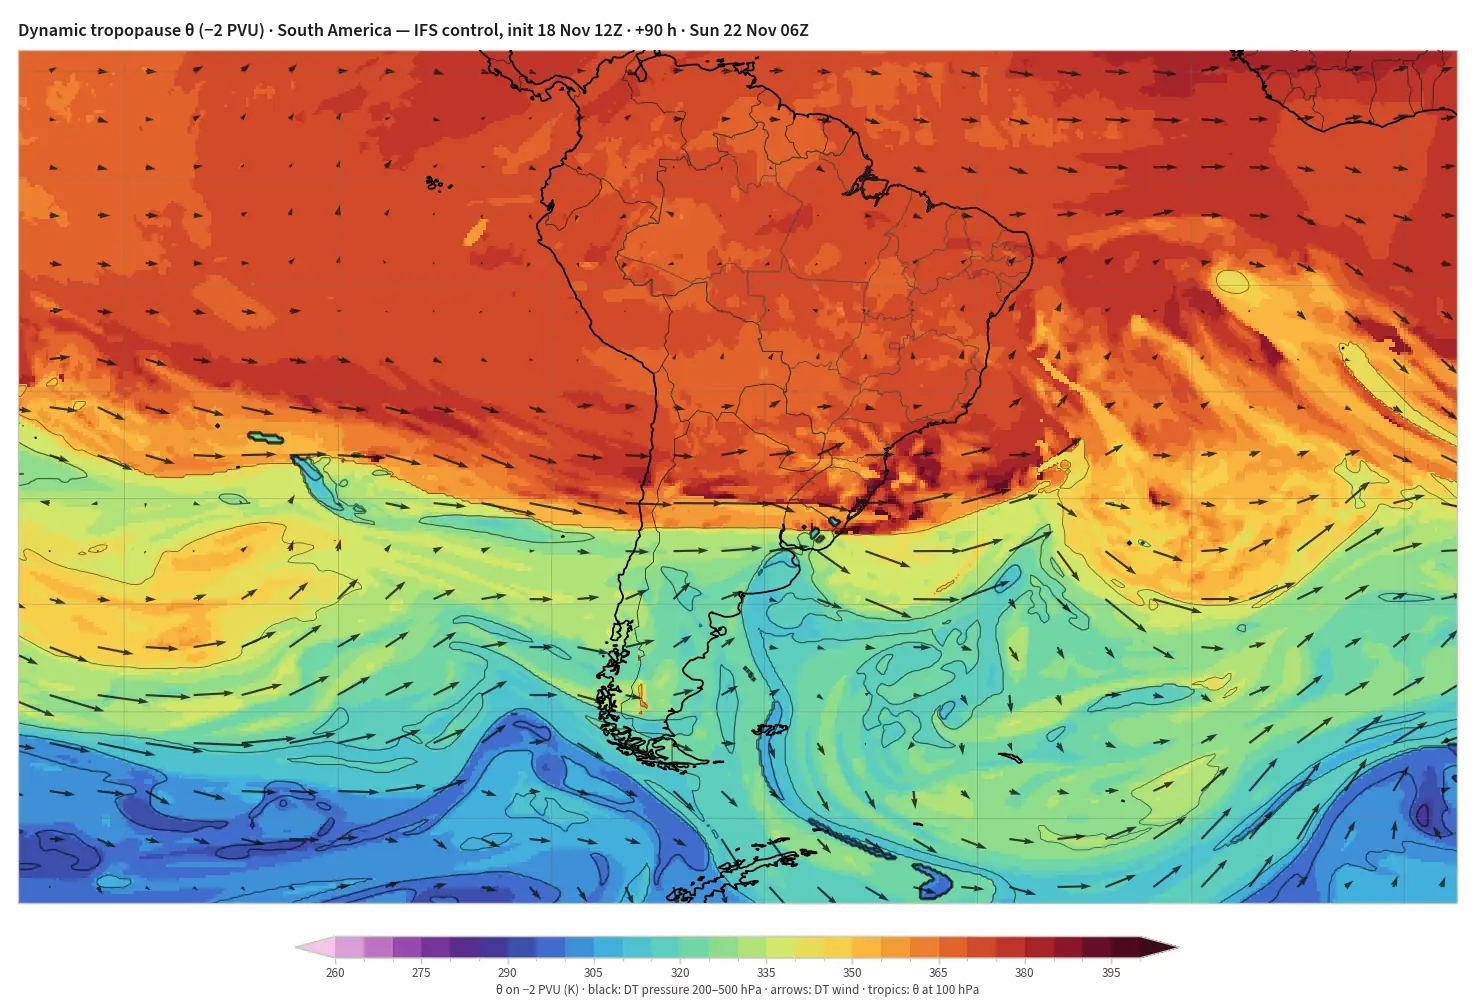 Dynamic tropopause θ (−2 PVU) · South America — IFS control, init 18 Nov 12Z · +90 h · Sun 22 Nov 06Z
260 275 290 305 320 335 350 365 380 395
θ on −2 PVU (K) · black: DT pressure 200–500 hPa · arrows: DT wind · tropics: θ at 100 hPa